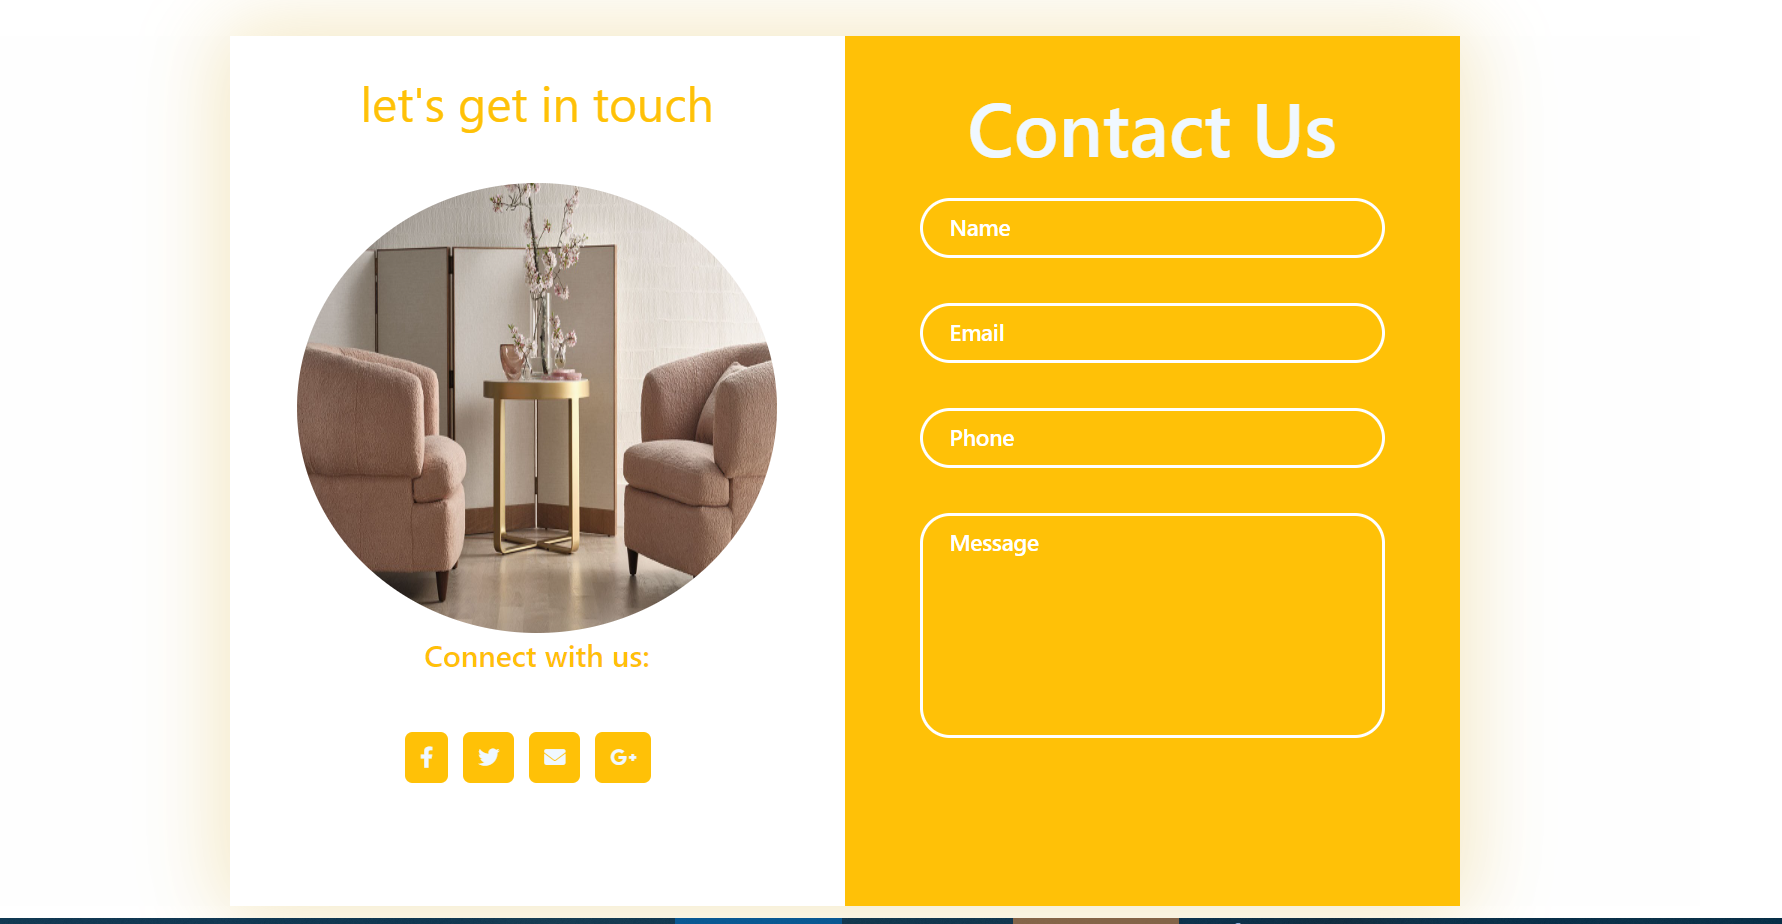 let's get in touch
Connect with us:
Contact Us
Name
Email
Phone
Message